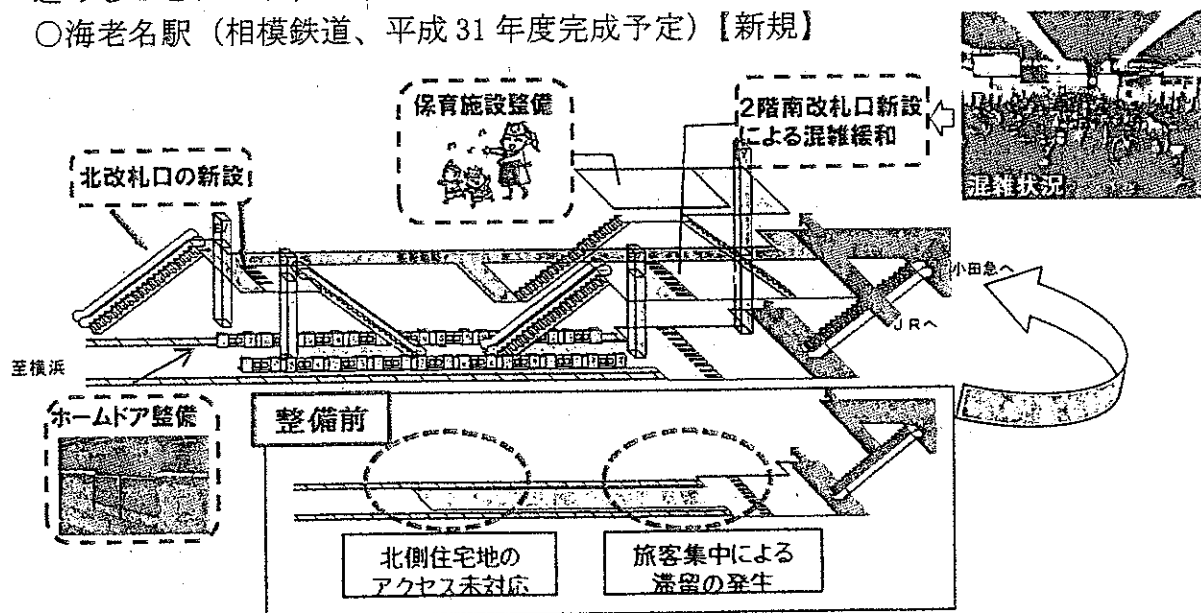 ○海老名駅（相模鉄道、平成31年度完成予定）【新規】
保育施設整備
2階南改札口新設
による混雑緩和
北改札口の新設
混雑状況
小田急へ
JRへ
至横浜
ホームドア整備
整備前
北側住宅地の
アクセス未対応
旅客集中による
滞留の発生